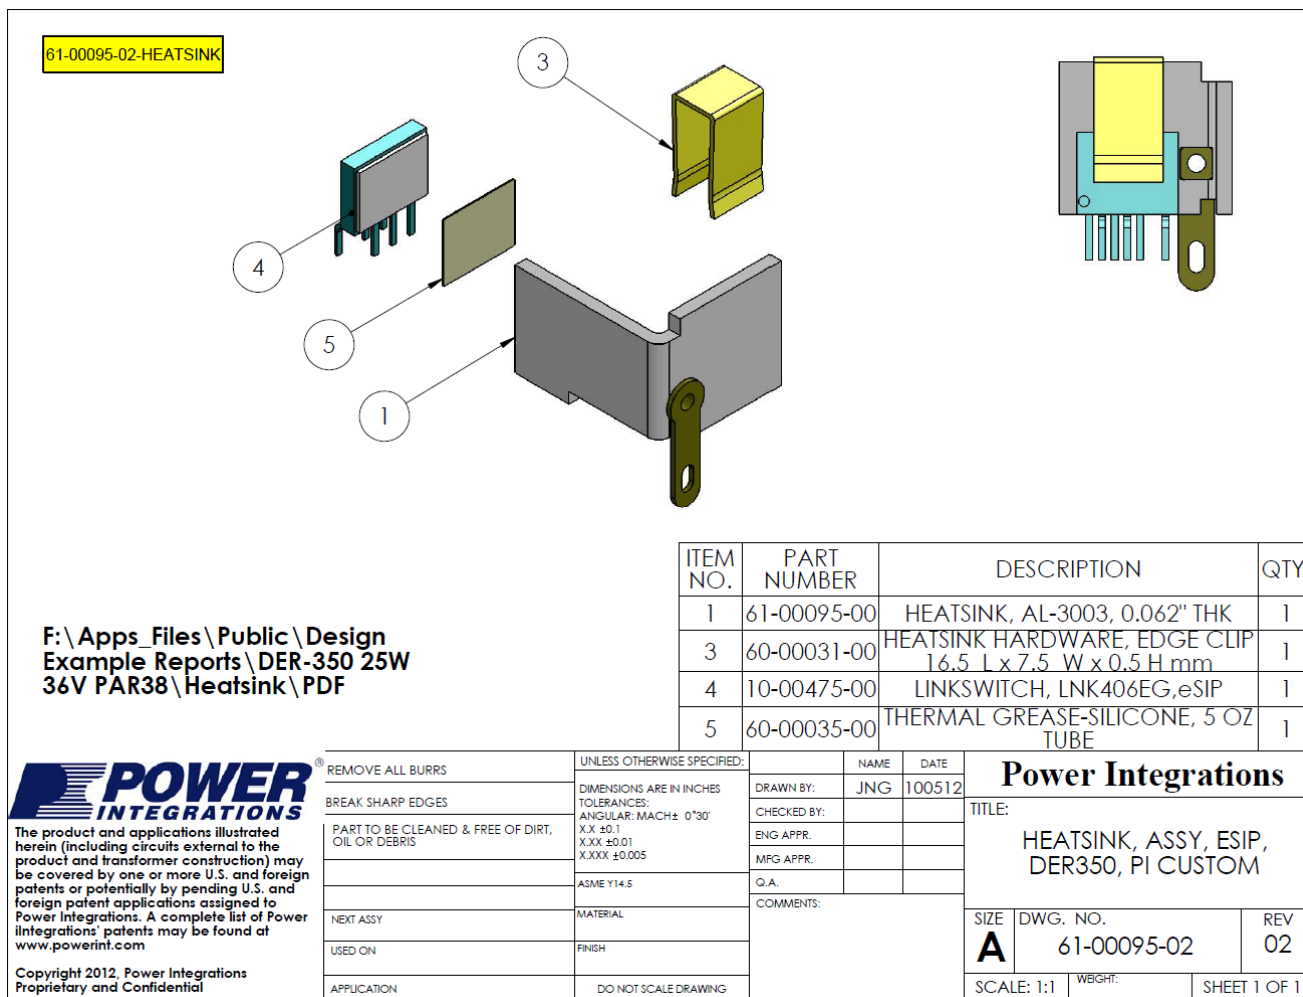 61-00095-02-HEATSINK
3
4
5
1
ITEM NO. PART NUMBER DESCRIPTION QTY
1 61-00095-00 HEATSINK, AL-3003, 0.062" THK 1
3 60-00031-00 HEATSINK HARDWARE, EDGE CLIP 16.5 L x 7.5 W x 0.5 H mm 1
4 10-00475-00 LINKSWITCH, LNK406EG,eSIP 1
5 60-00035-00 THERMAL GREASE-SILICONE, 5 OZ TUBE 1
F:\Apps_Files\Public\Design
Example Reports\DER-350 25W
36V PAR38\Heatsink\PDF
POWER®
INTEGRATIONS
The product and applications illustrated
herein (including circuits external to the
product and transformer construction) may
be covered by one or more U.S. and foreign
patents or potentially by pending U.S. and
foreign patent applications assigned to
Power Integrations. A complete list of Power
iIntegrations' patents may be found at
www.powerint.com
Copyright 2012, Power Integrations
Proprietary and Confidential
REMOVE ALL BURRS
BREAK SHARP EDGES
PART TO BE CLEANED & FREE OF DIRT,
OIL OR DEBRIS
NEXT ASSY
USED ON
APPLICATION
UNLESS OTHERWISE SPECIFIED:
DIMENSIONS ARE IN INCHES
TOLERANCES:
ANGULAR: MACH± 0°30'
X.X ±0.1
X.XX ±0.01
X.XXX ±0.005
ASME Y14.5
MATERIAL
FINISH
DO NOT SCALE DRAWING
NAME DATE
DRAWN BY: JNG 100512
CHECKED BY:
ENG APPR.
MFG APPR.
Q.A.
COMMENTS:
Power Integrations
TITLE:
HEATSINK, ASSY, ESIP,
DER350, PI CUSTOM
SIZE DWG. NO. REV
A 61-00095-02 02
SCALE: 1:1 WEIGHT: SHEET 1 OF 1